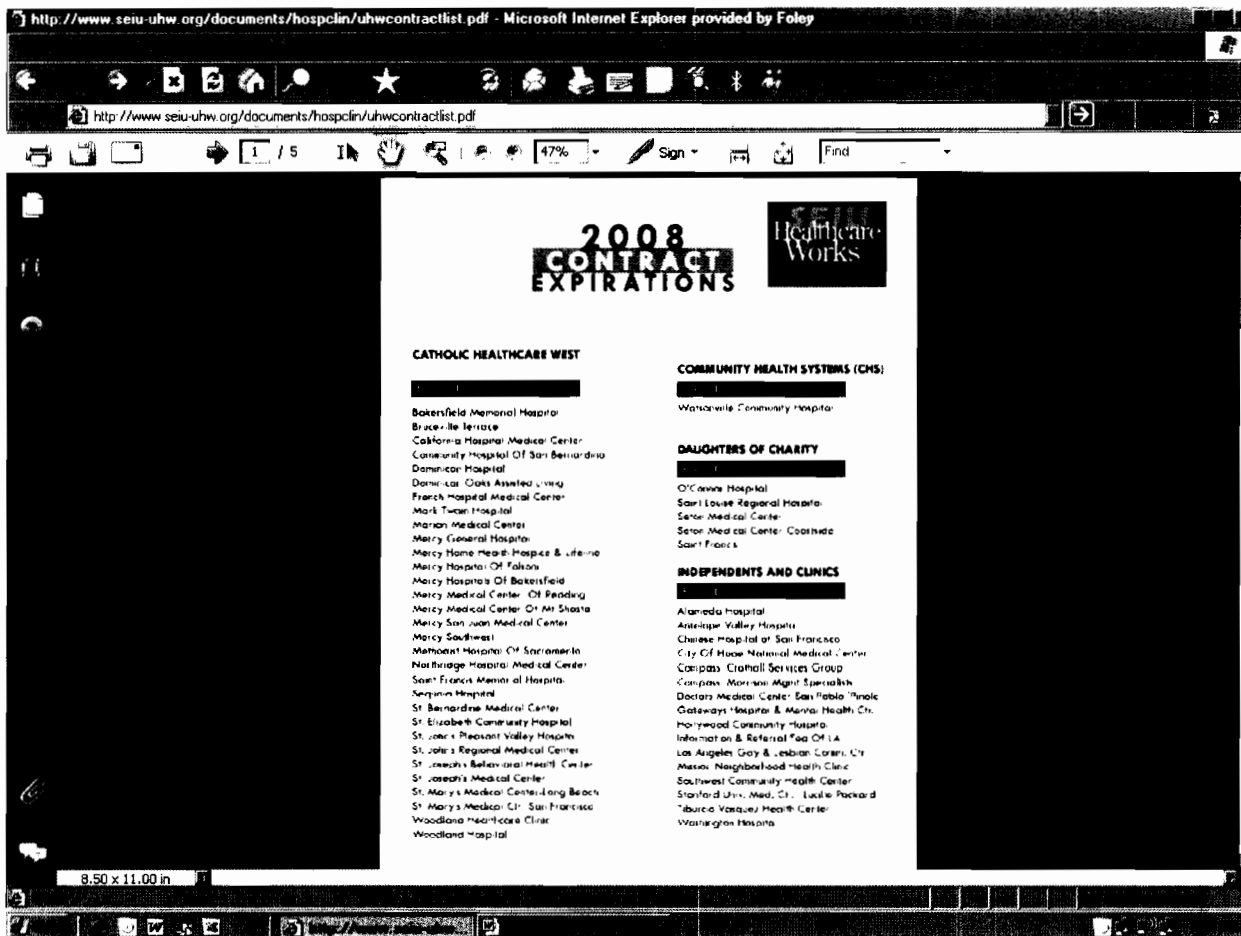 http://www.seiu-uhw.org/documents/hospclin/uhwcontractlist.pdf - Microsoft Internet Explorer provided by Foley
http://www.seiu-uhw.org/documents/hospclin/uhwcontractlist.pdf
1 / 5
47%
Sign
Find
2008
CONTRACT
EXPIRATIONS
SEIU
Healthcare
Works
CATHOLIC HEALTHCARE WEST
Bakersfield Memorial Hospital
Bruceville Terrace
California Hospital Medical Center
Community Hospital Of San Bernardino
Dominican Hospital
Dominican Oaks Assisted Living
French Hospital Medical Center
Mark Twain Hospital
Marian Medical Center
Mercy General Hospital
Mercy Home Health Hospice & Lifeline
Mercy Hospital Of Folsom
Mercy Hospitals Of Bakersfield
Mercy Medical Center Of Redding
Mercy Medical Center Of Mt Shasta
Mercy San Juan Medical Center
Mercy Southwest
Methodist Hospital Of Sacramento
Northridge Hospital Medical Center
Saint Francis Memorial Hospital
Sequoia Hospital
St. Bernardine Medical Center
St. Elizabeth Community Hospital
St. John's Pleasant Valley Hospital
St. John's Regional Medical Center
St. Joseph's Behavioral Health Center
St. Joseph's Medical Center
St. Mary's Medical Center-Long Beach
St. Mary's Medical Ctr San Francisco
Woodland Healthcare Clinic
Woodland Hospital
COMMUNITY HEALTH SYSTEMS (CHS)
Watsonville Community Hospital
DAUGHTERS OF CHARITY
O'Connor Hospital
Saint Louise Regional Hospital
Seton Medical Center
Seton Medical Center Coastside
Saint Francis
INDEPENDENTS AND CLINICS
Alameda Hospital
Antelope Valley Hospital
Chinese Hospital of San Francisco
City Of Hope National Medical Center
Compass Crothall Services Group
Compass Morrison Mgmt Specialists
Doctors Medical Center San Pablo Pinole
Gateways Hospital & Mental Health Ctr.
Hollywood Community Hospital
Information & Referral Fed Of LA
Los Angeles Gay & Lesbian Comm. Ctr
Mission Neighborhood Health Clinic
Southwest Community Health Center
Stanford Univ. Med. Ctr. Lucile Packard
Tiburcio Vasquez Health Center
Washington Hospital
8.50 x 11.00 in